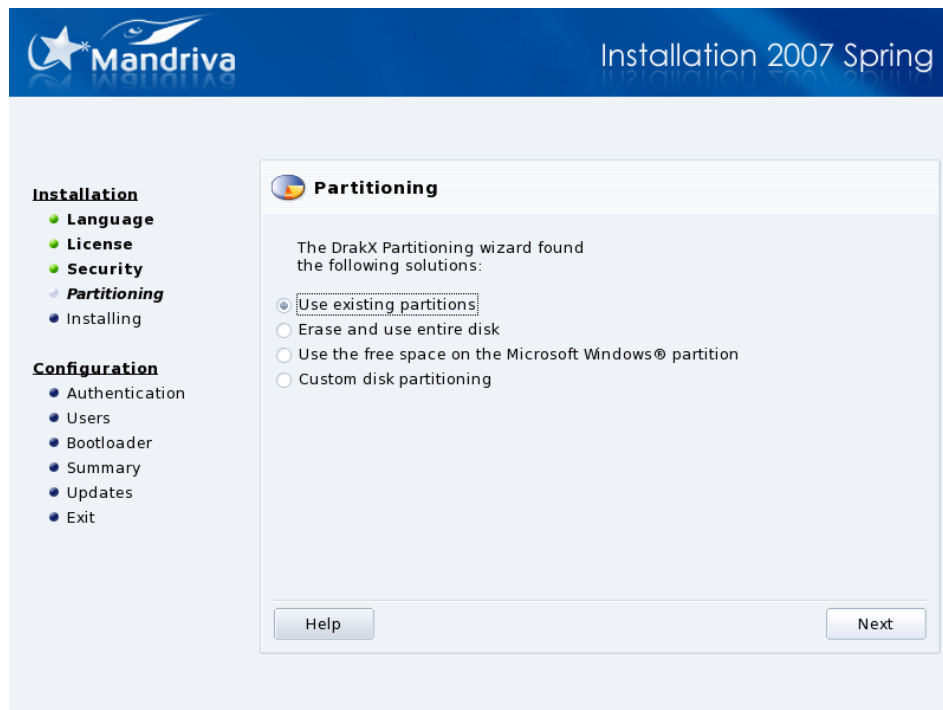 Mandriva
Installation 2007 Spring
Installation
Language
License
Security
Partitioning
Installing
Configuration
Authentication
Users
Bootloader
Summary
Updates
Exit
Partitioning
The DrakX Partitioning wizard found
the following solutions:
Use existing partitions
Erase and use entire disk
Use the free space on the Microsoft Windows® partition
Custom disk partitioning
Help
Next